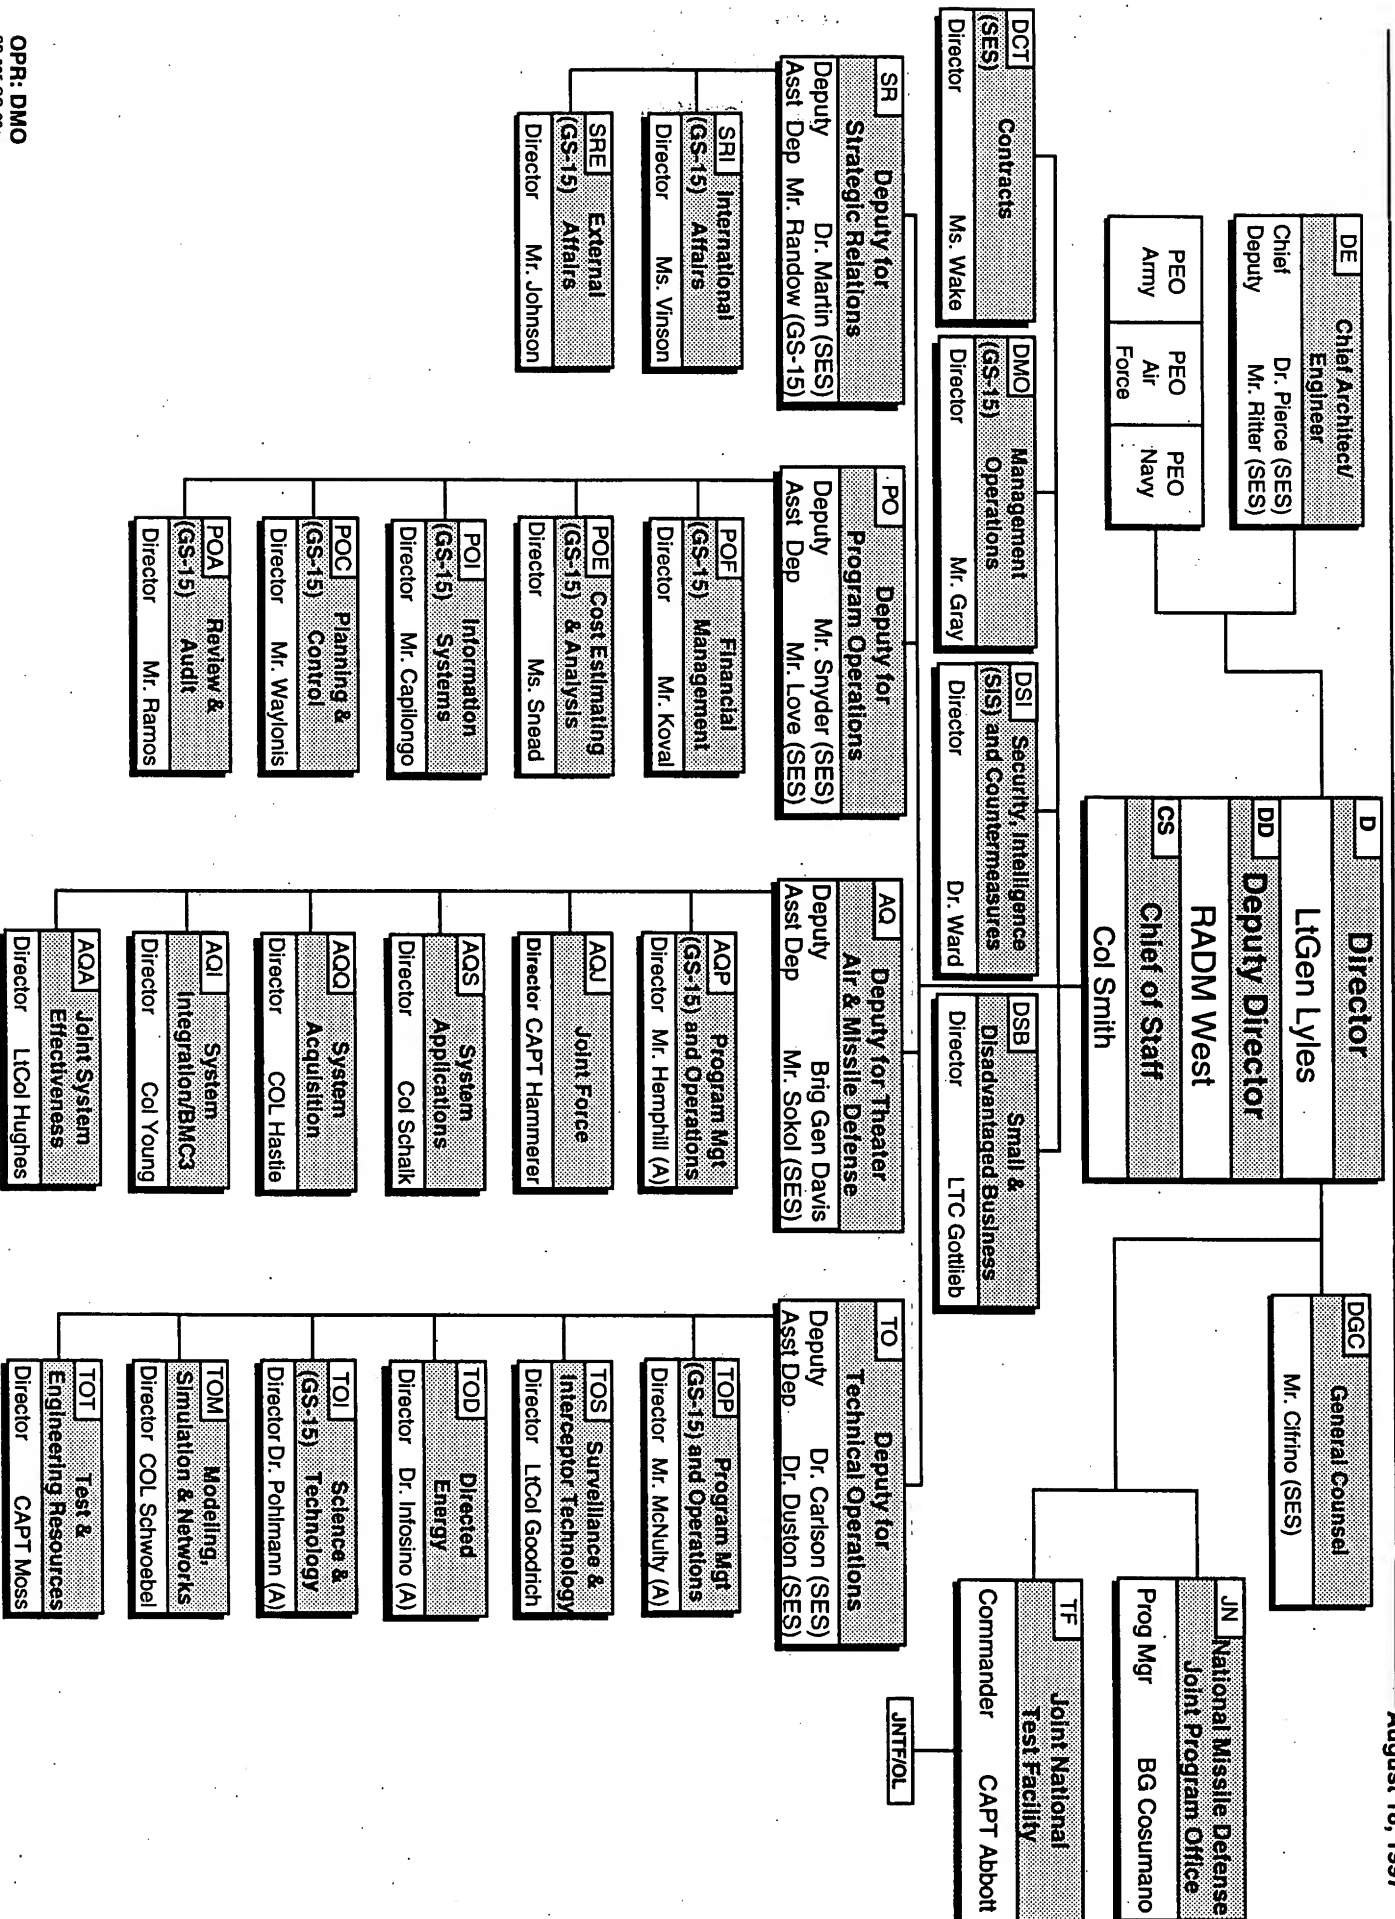 August 18, 1997
D
Director
LtGen Lyles
DD
Deputy Director
RADM West
CS
Chief of Staff
Col Smith
DE
Chief Architect/
Engineer
Chief Dr. Pierce (SES)
Deputy Mr. Ritter (SES)
PEO
Army
PEO
Air
Force
PEO
Navy
DGC
General Counsel
Mr. Cifrino (SES)
JN
National Missile Defense
Joint Program Office
Prog Mgr BG Cosumano
TF
Joint National
Test Facility
Commander CAPT Abbott
JNTF/OL
DCT
(SES) Contracts
Director Ms. Wake
DMO Management
(GS-15) Operations
Director Mr. Gray
DSI Security, Intelligence
(SIS) and Countermeasures
Director Dr. Ward
DSB Small &
Disadvantaged Business
Director LTC Gottlieb
SR Deputy for
Strategic Relations
Deputy Dr. Martin (SES)
Asst Dep Mr. Randow (GS-15)
SRI International
(GS-15) Affairs
Director Ms. Vinson
SRE External
(GS-15) Affairs
Director Mr. Johnson
PO Deputy for
Program Operations
Deputy Mr. Snyder (SES)
Asst Dep Mr. Love (SES)
POF Financial
(GS-15) Management
Director Mr. Koval
POE Cost Estimating
(GS-15) & Analysis
Director Ms. Snead
POI Information
(GS-15) Systems
Director Mr. Capilongo
POC Planning &
(GS-15) Control
Director Mr. Waylonis
POA Review &
(GS-15) Audit
Director Mr. Ramos
AQ Deputy for Theater
Air & Missile Defense
Deputy Brig Gen Davis
Asst Dep Mr. Sokol (SES)
AQP Program Mgt
(GS-15) and Operations
Director Mr. Hemphill (A)
AQJ
Joint Force
Director CAPT Hammerer
AQS System
Applications
Director Col Schalk
AQQ System
Acquisition
Director COL Hastie
AQI System
Integration/BMC3
Director Col Young
AQA Joint System
Effectiveness
Director LtCol Hughes
TO Deputy for
Technical Operations
Deputy Dr. Carlson (SES)
Asst Dep Dr. Duston (SES)
TOP Program Mgt
(GS-15) and Operations
Director Mr. McNulty (A)
TOS Surveillance &
Interceptor Technology
Director LtCol Goodrich
TOD Directed
Energy
Director Dr. Infosino (A)
TOI Science &
(GS-15) Technology
Director Dr. Pohlmann (A)
TOM Modeling,
Simulation & Networks
Director COL Schwoebel
TOT Test &
Engineering Resources
Director CAPT Moss
OPR: DMO